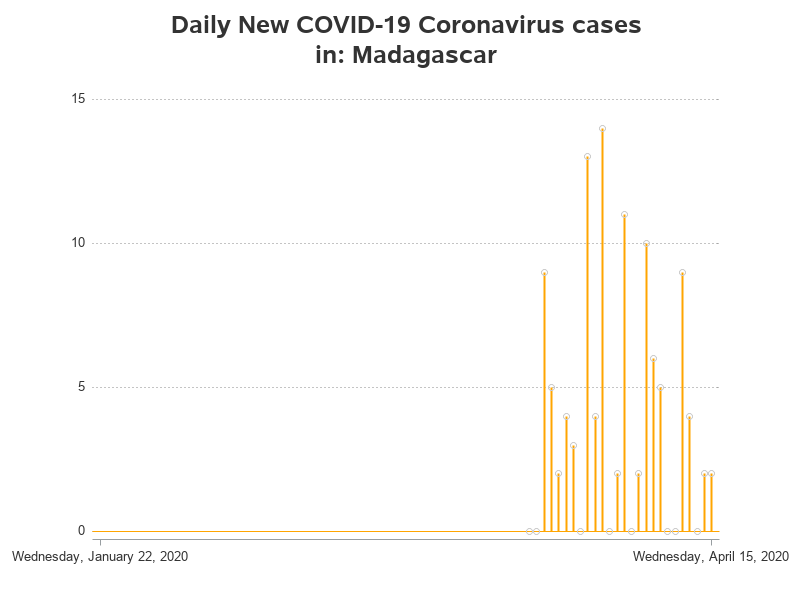 Daily New COVID-19 Coronavirus cases
in: Madagascar
15
10
5
0
Wednesday, January 22, 2020
Wednesday, April 15, 2020